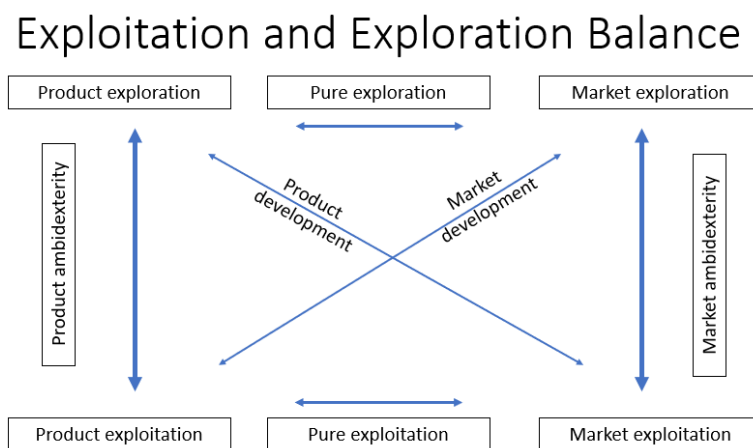 Exploitation and Exploration Balance
Product exploration
Pure exploration
Market exploration
Product ambidexterity
Product
development
Market
development
Market ambidexterity
Product exploitation
Pure exploitation
Market exploitation